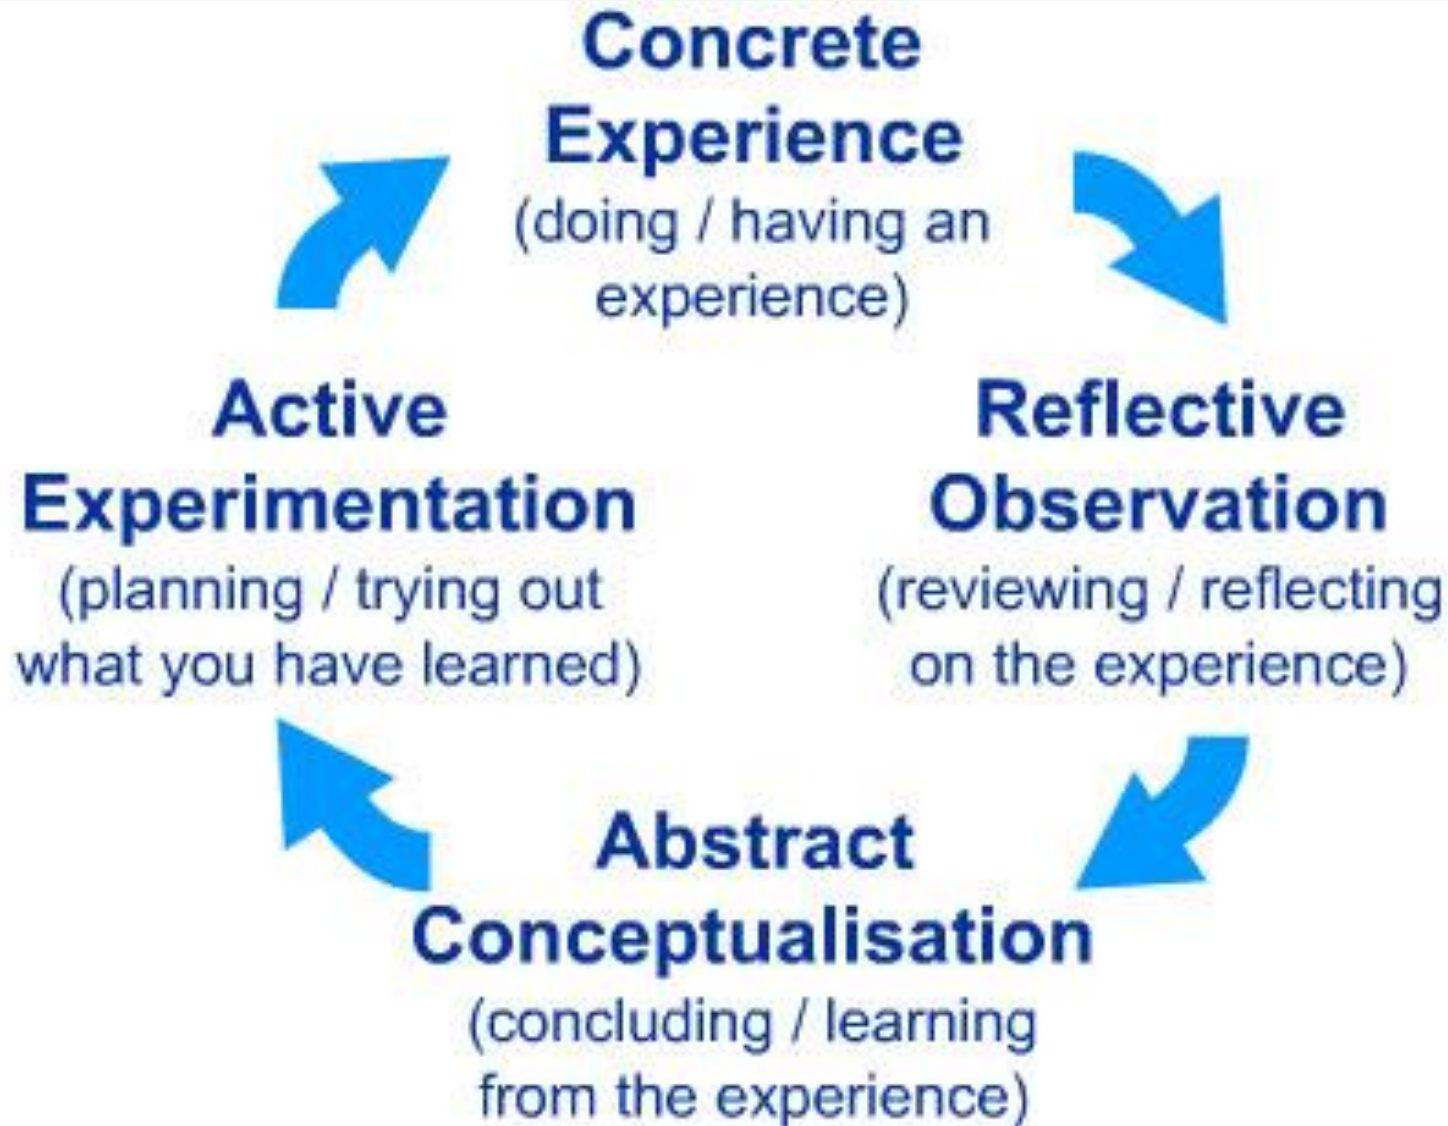 Concrete
Experience
(doing / having an
experience)
Reflective
Observation
(reviewing / reflecting
on the experience)
Abstract
Conceptualisation
(concluding / learning
from the experience)
Active
Experimentation
(planning / trying out
what you have learned)